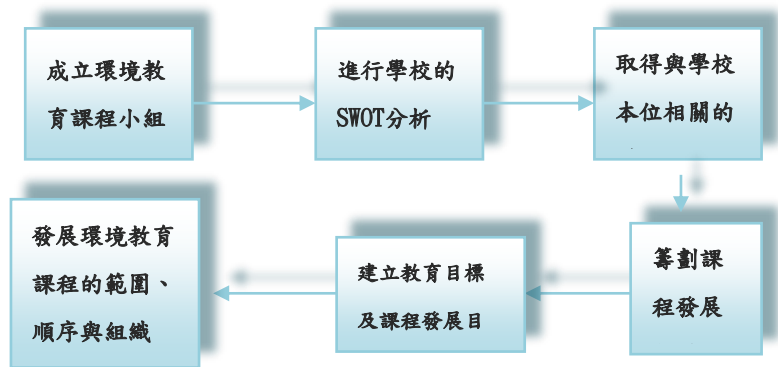 成立環境教
育課程小組
進行學校的
SWOT分析
取得與學校
本位相關的
籌劃課
程發展
建立教育目標
及課程發展目
發展環境教育
課程的範圍、
順序與組織